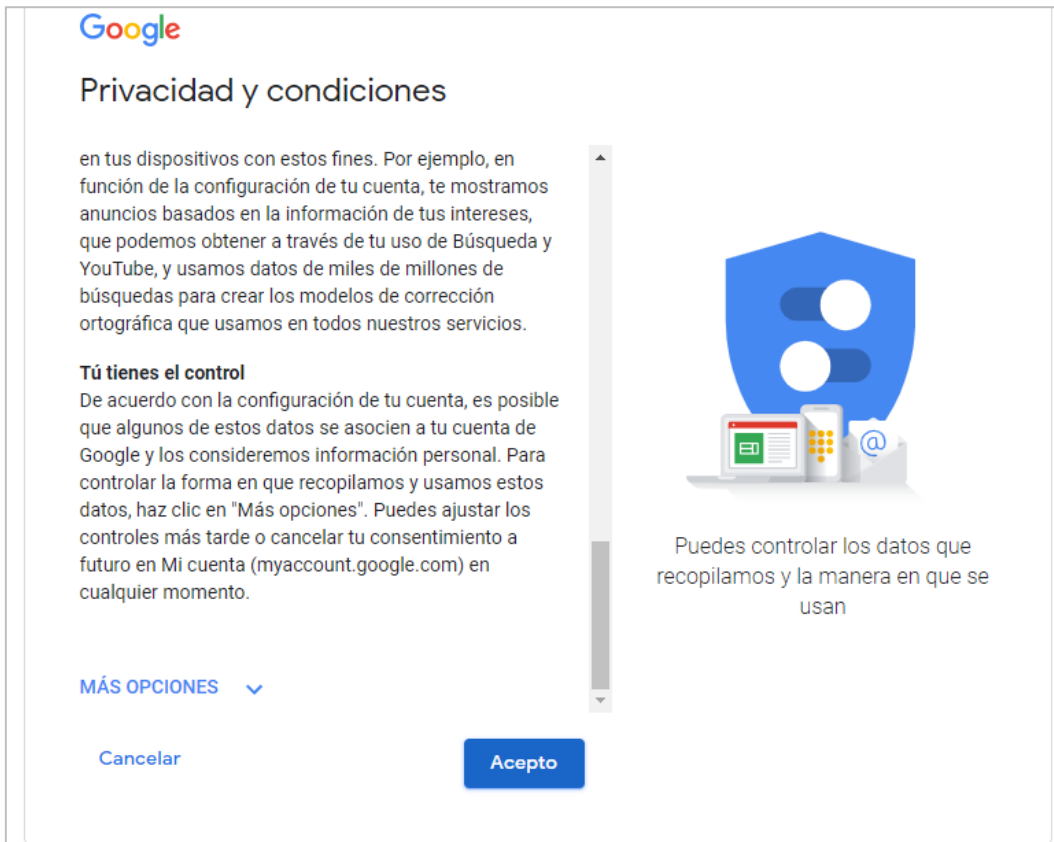 Google
Privacidad y condiciones
en tus dispositivos con estos fines. Por ejemplo, en
función de la configuración de tu cuenta, te mostramos
anuncios basados en la información de tus intereses,
que podemos obtener a través de tu uso de Búsqueda y
YouTube, y usamos datos de miles de millones de
búsquedas para crear los modelos de corrección
ortográfica que usamos en todos nuestros servicios.
Tú tienes el control
De acuerdo con la configuración de tu cuenta, es posible
que algunos de estos datos se asocien a tu cuenta de
Google y los consideremos información personal. Para
controlar la forma en que recopilamos y usamos estos
datos, haz clic en "Más opciones". Puedes ajustar los
controles más tarde o cancelar tu consentimiento a
futuro en Mi cuenta (myaccount.google.com) en
cualquier momento.
MÁS OPCIONES
Cancelar
Acepto
@
Puedes controlar los datos que
recopilamos y la manera en que se
usan